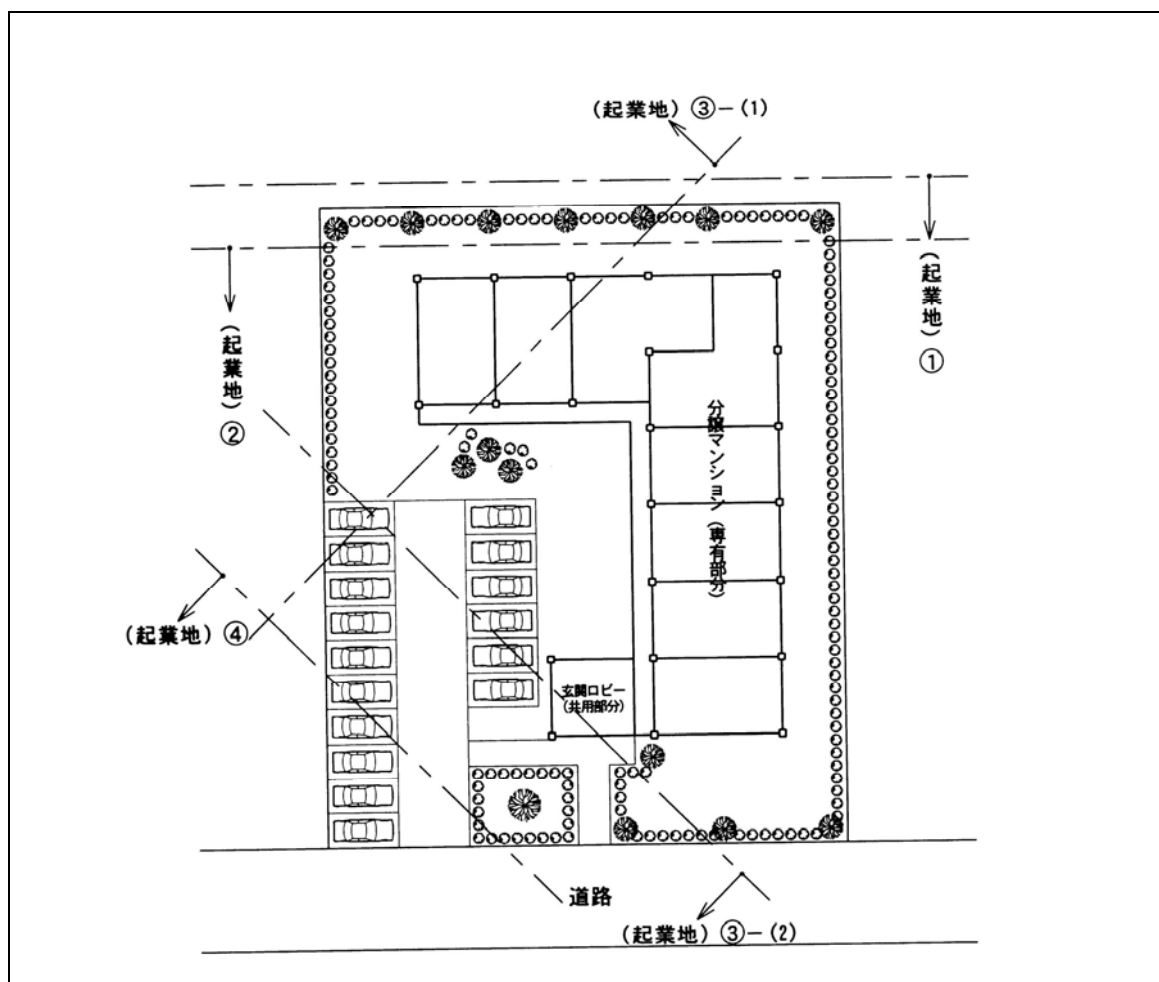 (起業地) ③-(1)
(起業地) ①
(起業地) ②
分譲マンション (専有部分)
(起業地) ④
玄関ロビー
(共用部分)
道路
(起業地) ③-(2)